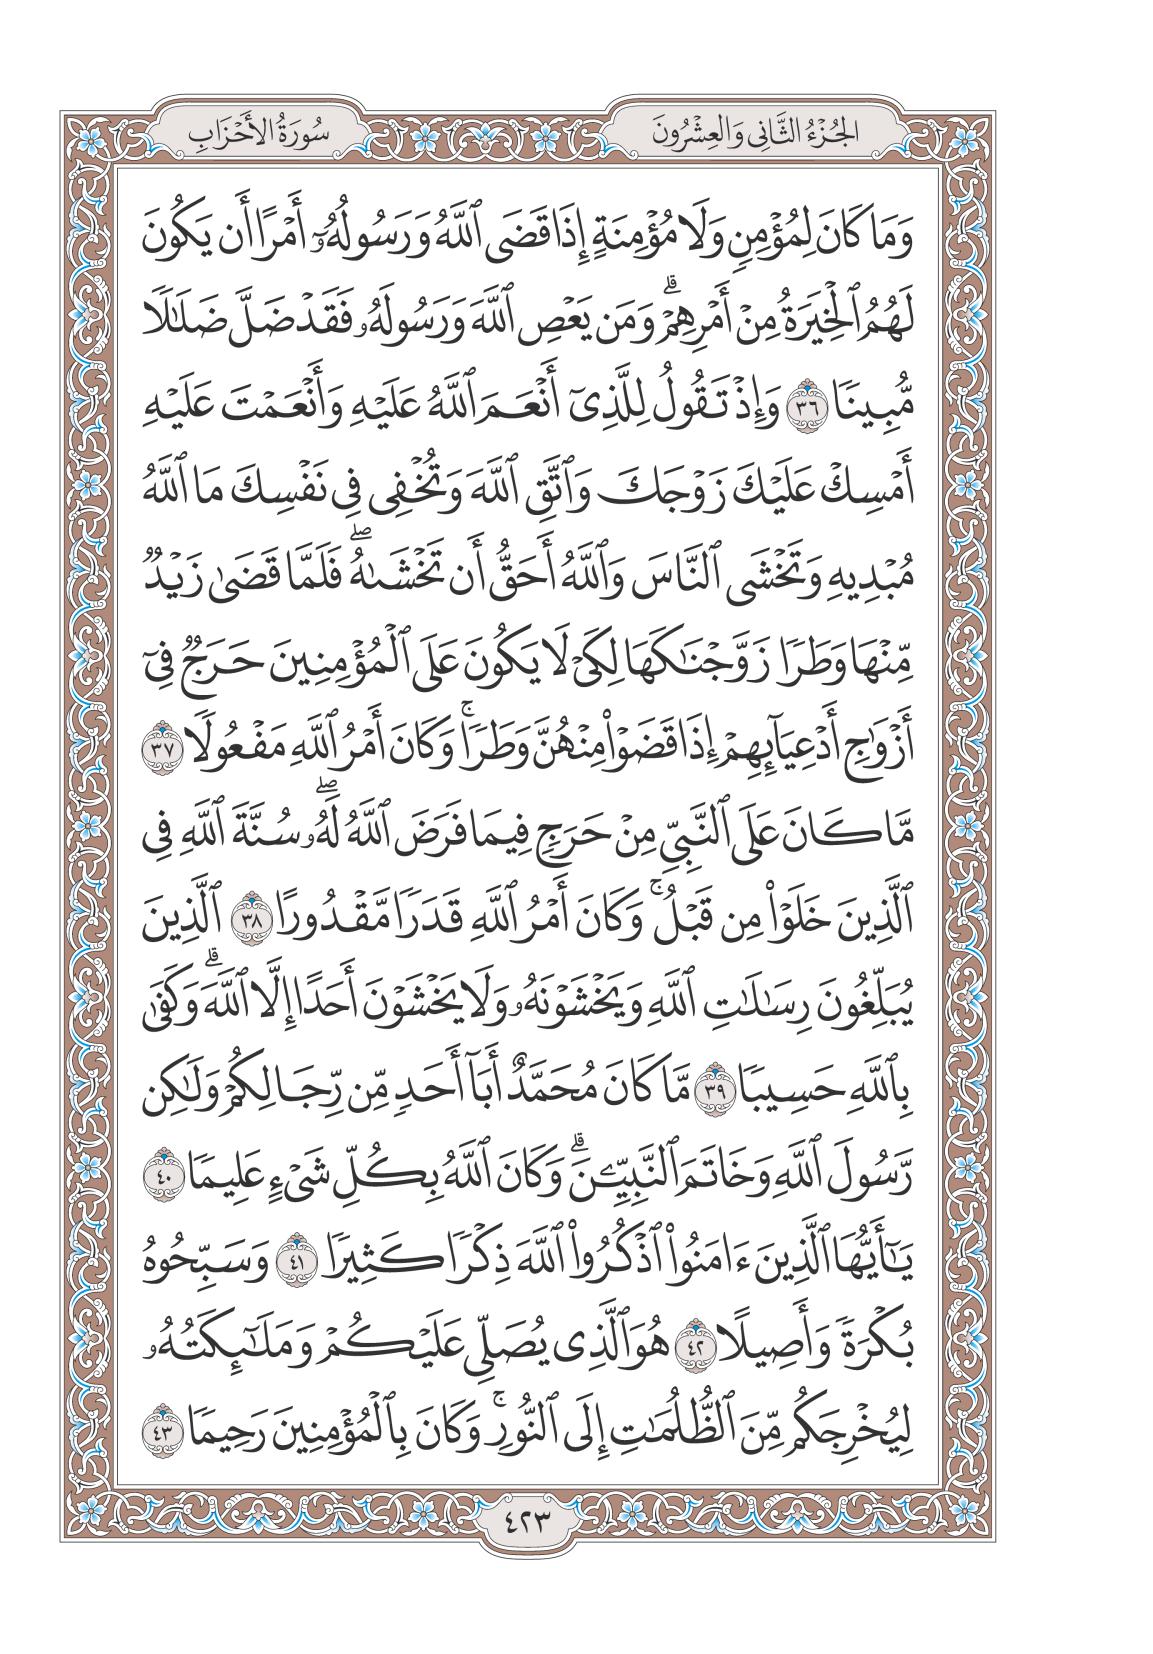 الجُزْءُ الثَّانِي وَالعِشْرُونَ
سُورَةُ الأَحْزَابِ
وَمَا كَانَ لِمُؤْمِنٖ وَلَا مُؤْمِنَةٍ إِذَا قَضَى ٱللَّهُ وَرَسُولُهُۥٓ أَمۡرًا أَن يَكُونَ
لَهُمُ ٱلۡخِيَرَةُ مِنۡ أَمۡرِهِمۡۗ وَمَن يَعۡصِ ٱللَّهَ وَرَسُولَهُۥ فَقَدۡ ضَلَّ ضَلَٰلٗا
مُّبِينٗا ٣٦ وَإِذۡ تَقُولُ لِلَّذِيٓ أَنۡعَمَ ٱللَّهُ عَلَيۡهِ وَأَنۡعَمۡتَ عَلَيۡهِ
أَمۡسِكۡ عَلَيۡكَ زَوۡجَكَ وَٱتَّقِ ٱللَّهَ وَتُخۡفِي فِي نَفۡسِكَ مَا ٱللَّهُ
مُبۡدِيهِ وَتَخۡشَى ٱلنَّاسَ وَٱللَّهُ أَحَقُّ أَن تَخۡشَىٰهُۖ فَلَمَّا قَضَىٰ زَيۡدٞ
مِّنۡهَا وَطَرٗا زَوَّجۡنَٰكَهَا لِكَيۡ لَا يَكُونَ عَلَى ٱلۡمُؤۡمِنِينَ حَرَجٞ فِيٓ
أَزۡوَٰجِ أَدۡعِيَآئِهِمۡ إِذَا قَضَوۡاْ مِنۡهُنَّ وَطَرٗاۚ وَكَانَ أَمۡرُ ٱللَّهِ مَفۡعُولٗا ٣٧
مَّا كَانَ عَلَى ٱلنَّبِيِّ مِنۡ حَرَجٖ فِيمَا فَرَضَ ٱللَّهُ لَهُۥۖ سُنَّةَ ٱللَّهِ فِي
ٱلَّذِينَ خَلَوۡاْ مِن قَبۡلُۚ وَكَانَ أَمۡرُ ٱللَّهِ قَدَرٗا مَّقۡدُورًا ٣٨ ٱلَّذِينَ
يُبَلِّغُونَ رِسَٰلَٰتِ ٱللَّهِ وَيَخۡشَوۡنَهُۥ وَلَا يَخۡشَوۡنَ أَحَدًا إِلَّا ٱللَّهَۗ وَكَفَىٰ
بِٱللَّهِ حَسِيبٗا ٣٩ مَّا كَانَ مُحَمَّدٌ أَبَآ أَحَدٖ مِّن رِّجَالِكُمۡ وَلَٰكِن
رَّسُولَ ٱللَّهِ وَخَاتَمَ ٱلنَّبِيِّـۧنَۗ وَكَانَ ٱللَّهُ بِكُلِّ شَيۡءٍ عَلِيمٗا ٤٠
يَٰٓأَيُّهَا ٱلَّذِينَ ءَامَنُواْ ٱذۡكُرُواْ ٱللَّهَ ذِكۡرٗا كَثِيرٗا ٤١ وَسَبِّحُوهُ
بُكۡرَةٗ وَأَصِيلًا ٤٢ هُوَ ٱلَّذِي يُصَلِّي عَلَيۡكُمۡ وَمَلَٰٓئِكَتُهُۥ
لِيُخۡرِجَكُم مِّنَ ٱلظُّلُمَٰتِ إِلَى ٱلنُّورِۚ وَكَانَ بِٱلۡمُؤۡمِنِينَ رَحِيمٗا ٤٣
٤٢٣